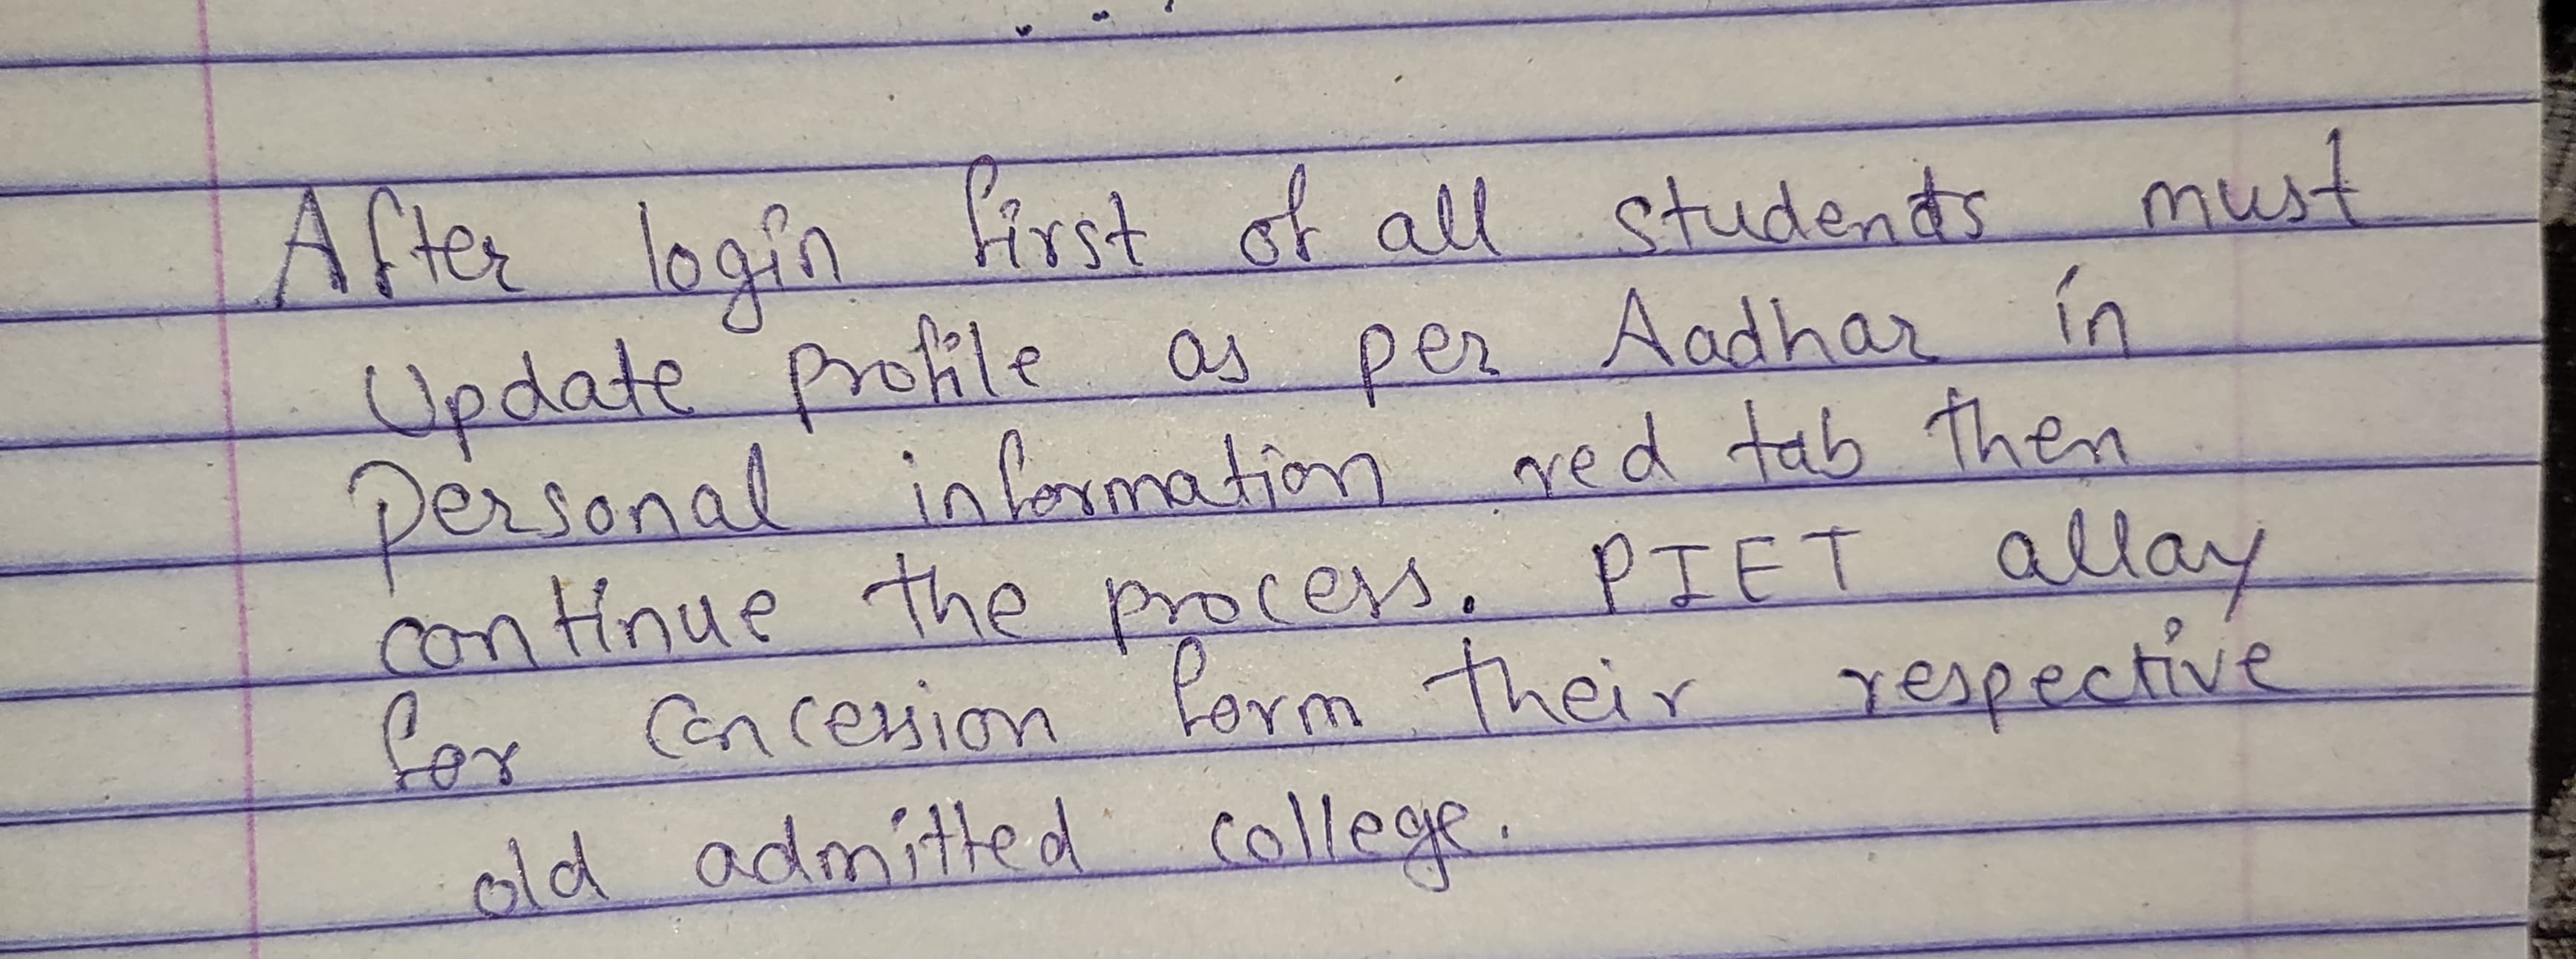 After login first of all students must
Update profile as per Aadhar in
Personal information red tab then
continue the process. PIET allay
for concession form their respective
old admitted college.